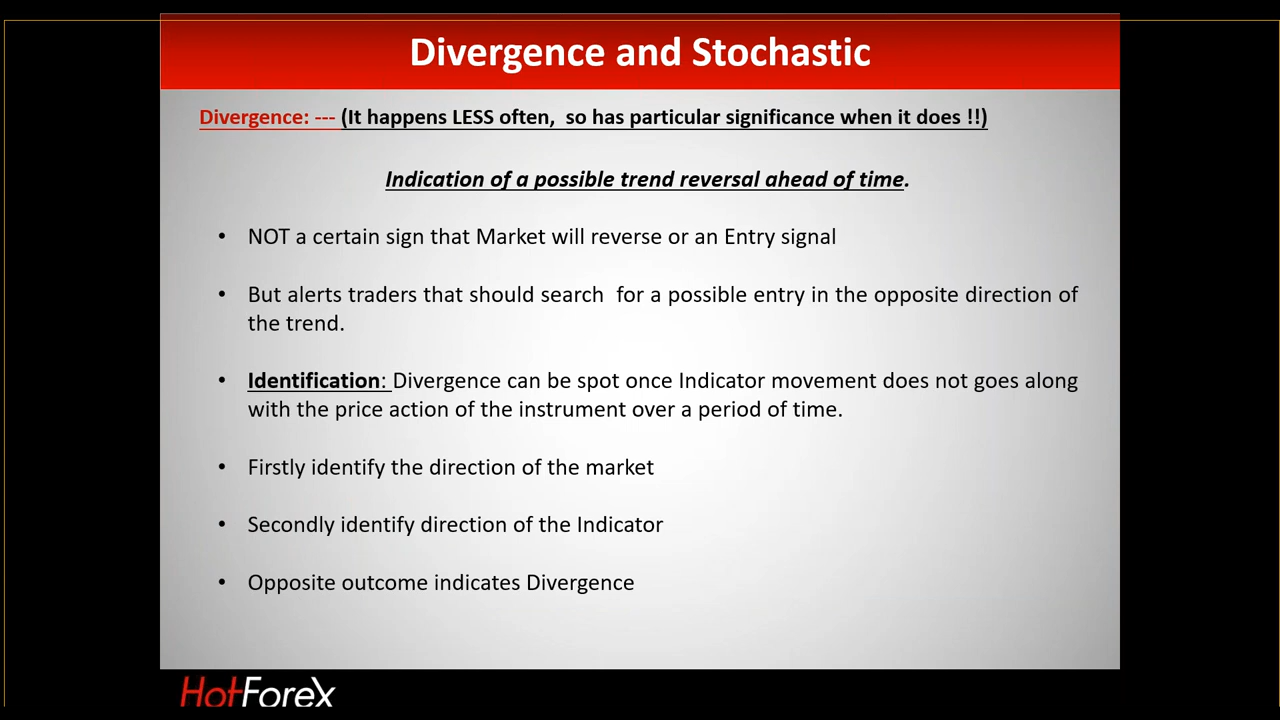 Divergence and Stochastic
Divergence: --- (It happens LESS often, so has particular significance when it does !!)
Indication of a possible trend reversal ahead of time.
• NOT a certain sign that Market will reverse or an Entry signal
• But alerts traders that should search for a possible entry in the opposite direction of
the trend.
• Identification: Divergence can be spot once Indicator movement does not goes along
with the price action of the instrument over a period of time.
• Firstly identify the direction of the market
• Secondly identify direction of the Indicator
• Opposite outcome indicates Divergence
HotForex